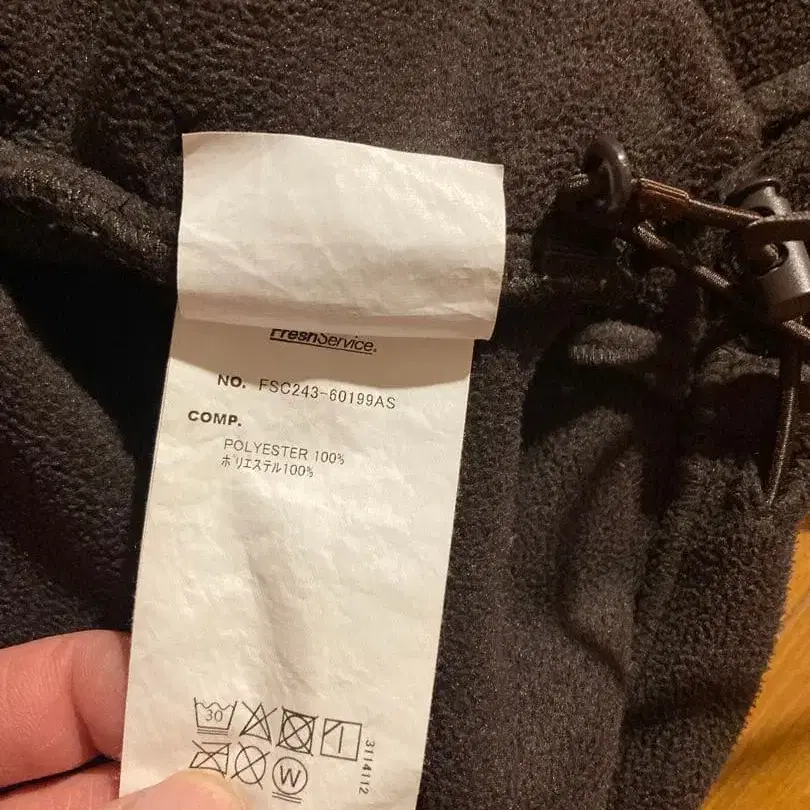 FreshService.
NO. FSC243-60199AS
COMP.
POLYESTER 100%
ポリエステル100%
30
W
3114112